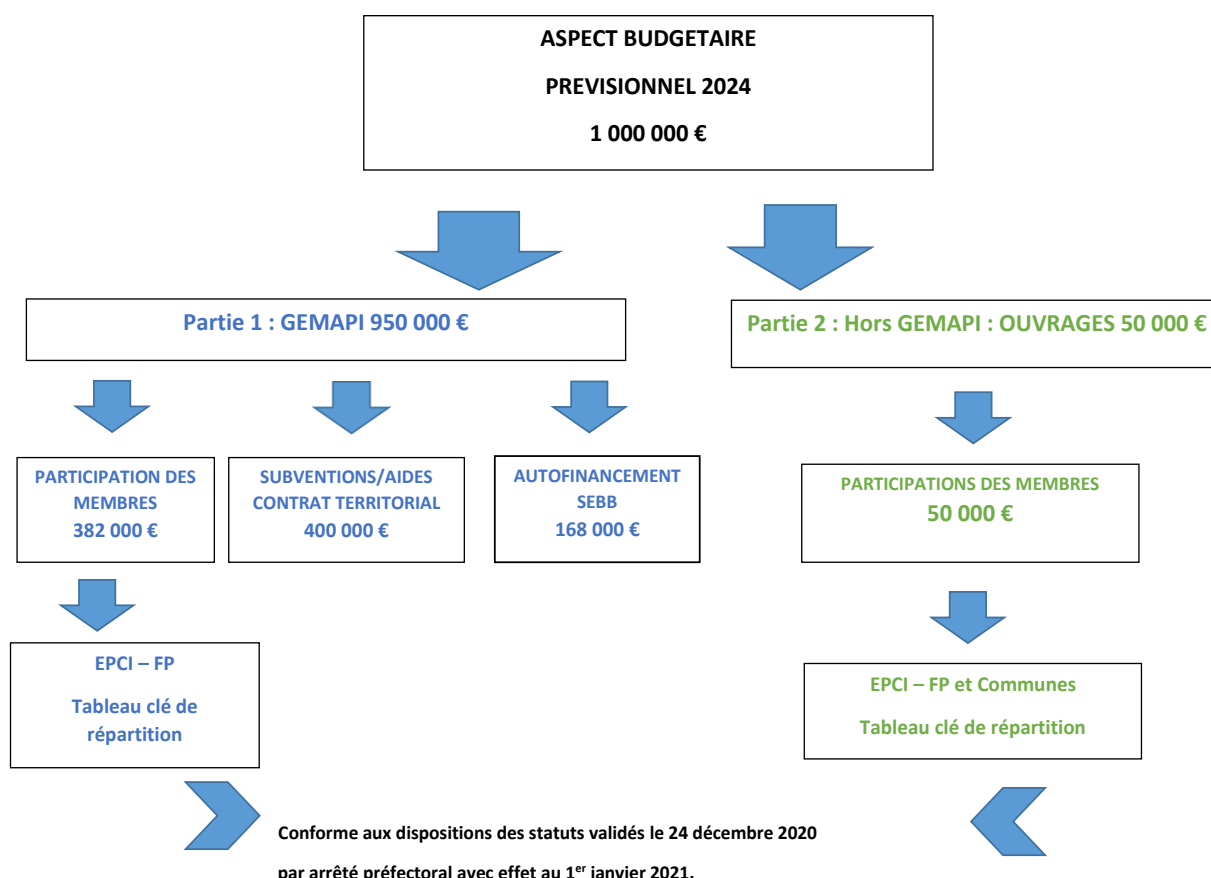 ASPECT BUDGETAIRE
PREVISIONNEL 2024
1 000 000 €
Partie 1 : GEMAPI 950 000 €
Partie 2 : Hors GEMAPI : OUVRAGES 50 000 €
PARTICIPATION DES
MEMBRES
382 000 €
SUBVENTIONS/AIDES
CONTRAT TERRITORIAL
400 000 €
AUTOFINANCEMENT
SEBB
168 000 €
PARTICIPATIONS DES MEMBRES
50 000 €
EPCI – FP
Tableau clé de
répartition
EPCI – FP et Communes
Tableau clé de répartition
Conforme aux dispositions des statuts validés le 24 décembre 2020
par arrêté préfectoral avec effet au 1er janvier 2021.